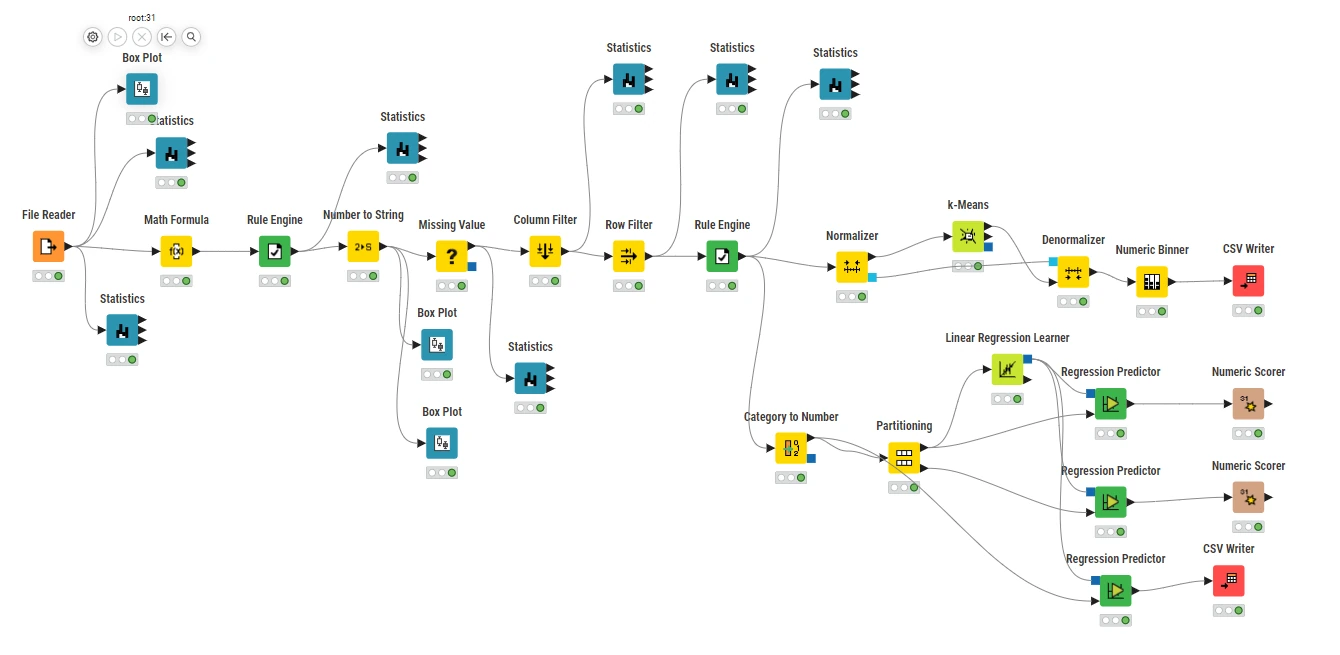 root:31
Box Plot
Statistics
Statistics
Statistics
Statistics
Statistics
File Reader
Math Formula
Rule Engine
Number to String
Missing Value
Column Filter
Row Filter
Rule Engine
Normalizer
k-Means
Denormalizer
Numeric Binner
CSV Writer
f(x)
2▸S
?
Statistics
Box Plot
Statistics
Box Plot
Linear Regression Learner
Regression Predictor
Numeric Scorer
Category to Number
Partitioning
Regression Predictor
Numeric Scorer
Regression Predictor
CSV Writer